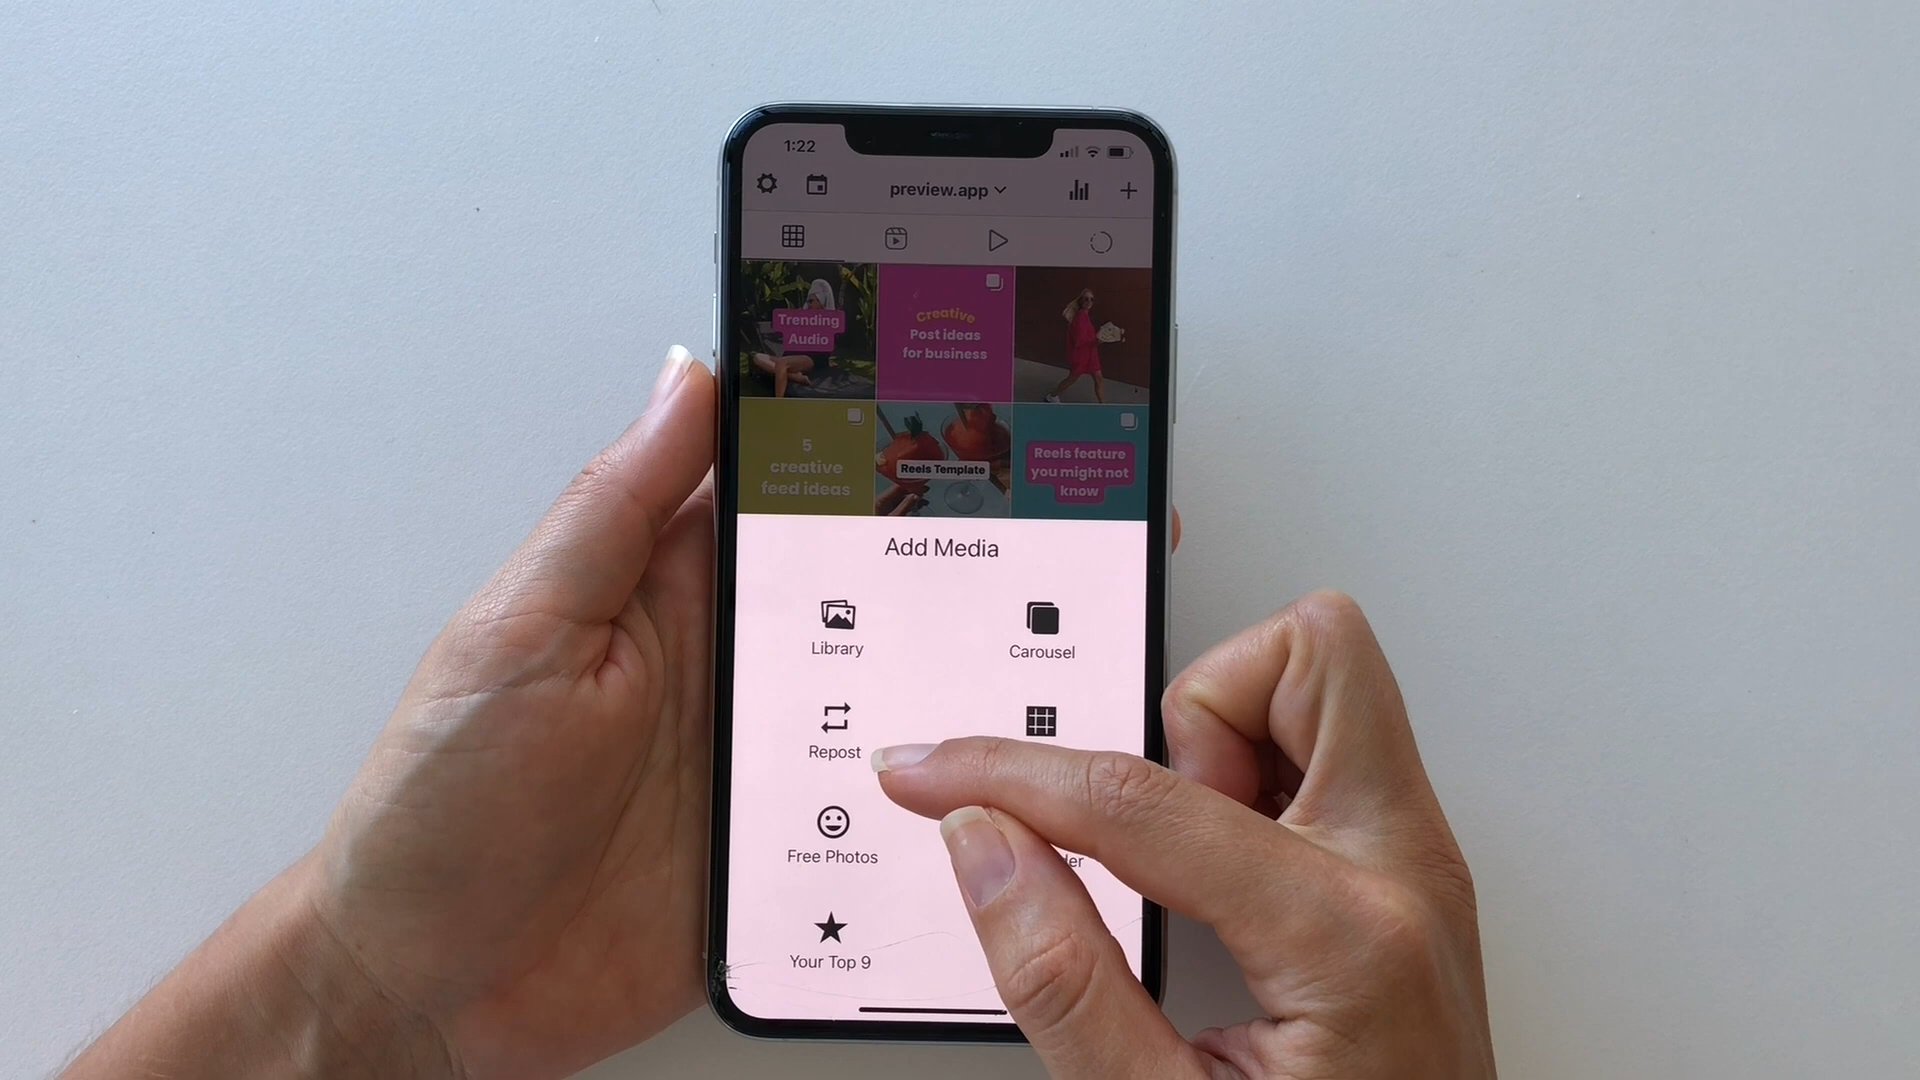 1:22
preview.app
Trending
Audio
Creative
Post ideas
for business
5
creative
feed ideas
Reels Template
Reels feature
you might not
know
Add Media
Library
Carousel
Repost
Free Photos
Your Top 9